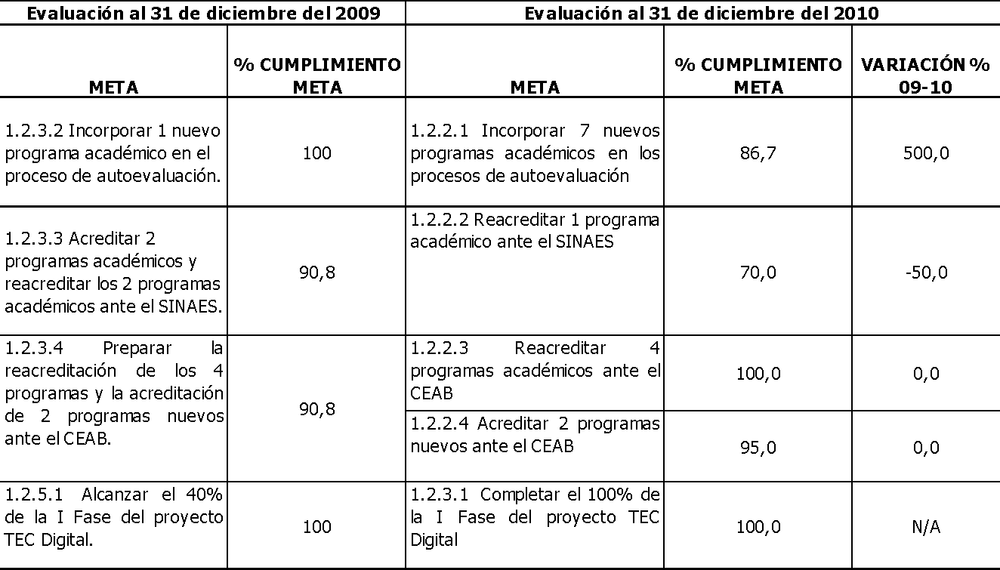 Evaluación al 31 de diciembre del 2009
Evaluación al 31 de diciembre del 2010
META
% CUMPLIMIENTO
META
META
% CUMPLIMIENTO
META
VARIACIÓN %
09-10
1.2.3.2 Incorporar 1 nuevo
programa académico en el
proceso de autoevaluación.
100
1.2.2.1 Incorporar 7 nuevos
programas académicos en los
procesos de autoevaluación
86,7
500,0
1.2.3.3 Acreditar 2
programas académicos y
reacreditar los 2 programas
académicos ante el SINAES.
90,8
1.2.2.2 Reacreditar 1 programa
académico ante el SINAES
70,0
-50,0
1.2.3.4 Preparar la
reacreditación de los 4
programas y la acreditación
de 2 programas nuevos
ante el CEAB.
90,8
1.2.2.3 Reacreditar 4
programas académicos ante el
CEAB
100,0
0,0
1.2.2.4 Acreditar 2 programas
nuevos ante el CEAB
95,0
0,0
1.2.5.1 Alcanzar el 40%
de la I Fase del proyecto
TEC Digital.
100
1.2.3.1 Completar el 100% de
la I Fase del proyecto TEC
Digital
100,0
N/A